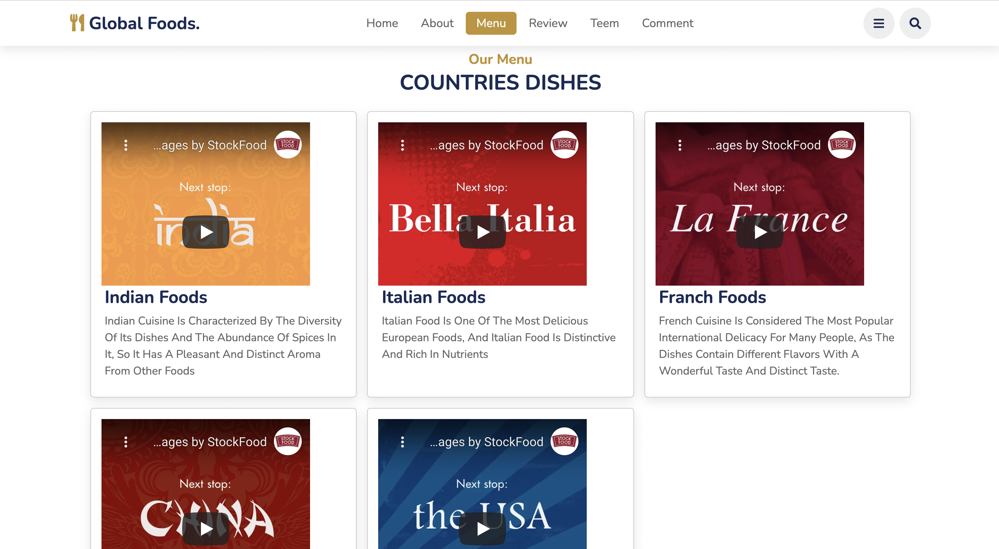 Global Foods.
Home About Menu Review Teem Comment
Our Menu
COUNTRIES DISHES
...ages by StockFood
STOCK FOOD
Next stop:
india
Indian Foods
Indian Cuisine Is Characterized By The Diversity
Of Its Dishes And The Abundance Of Spices In
It, So It Has A Pleasant And Distinct Aroma
From Other Foods
...ages by StockFood
STOCK FOOD
Next stop:
Bella Italia
Italian Foods
Italian Food Is One Of The Most Delicious
European Foods, And Italian Food Is Distinctive
And Rich In Nutrients
...ages by StockFood
STOCK FOOD
Next stop:
La France
Franch Foods
French Cuisine Is Considered The Most Popular
International Delicacy For Many People, As The
Dishes Contain Different Flavors With A
Wonderful Taste And Distinct Taste.
...ages by StockFood
STOCK FOOD
Next stop:
CHINA
...ages by StockFood
STOCK FOOD
Next stop:
the USA